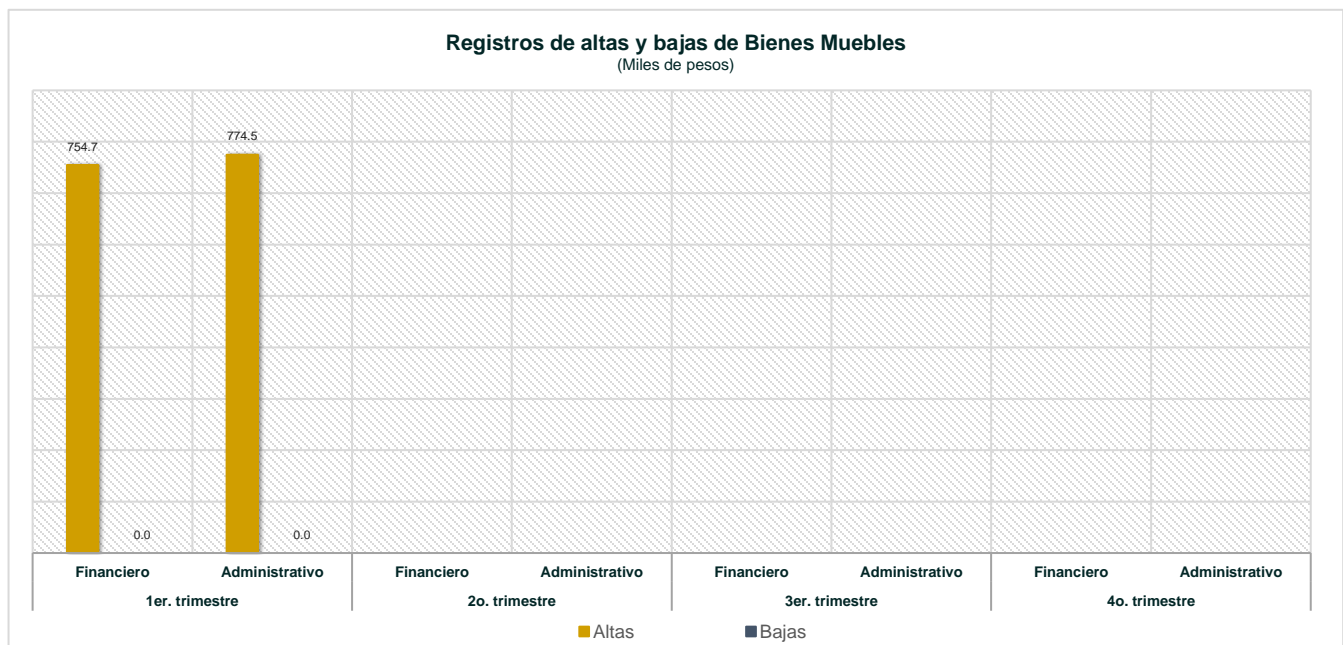 Registros de altas y bajas de Bienes Muebles
(Miles de pesos)
754.7
774.5
0.0
0.0
Financiero Administrativo Financiero Administrativo Financiero Administrativo Financiero Administrativo
1er. trimestre 2o. trimestre 3er. trimestre 4o. trimestre
Altas Bajas